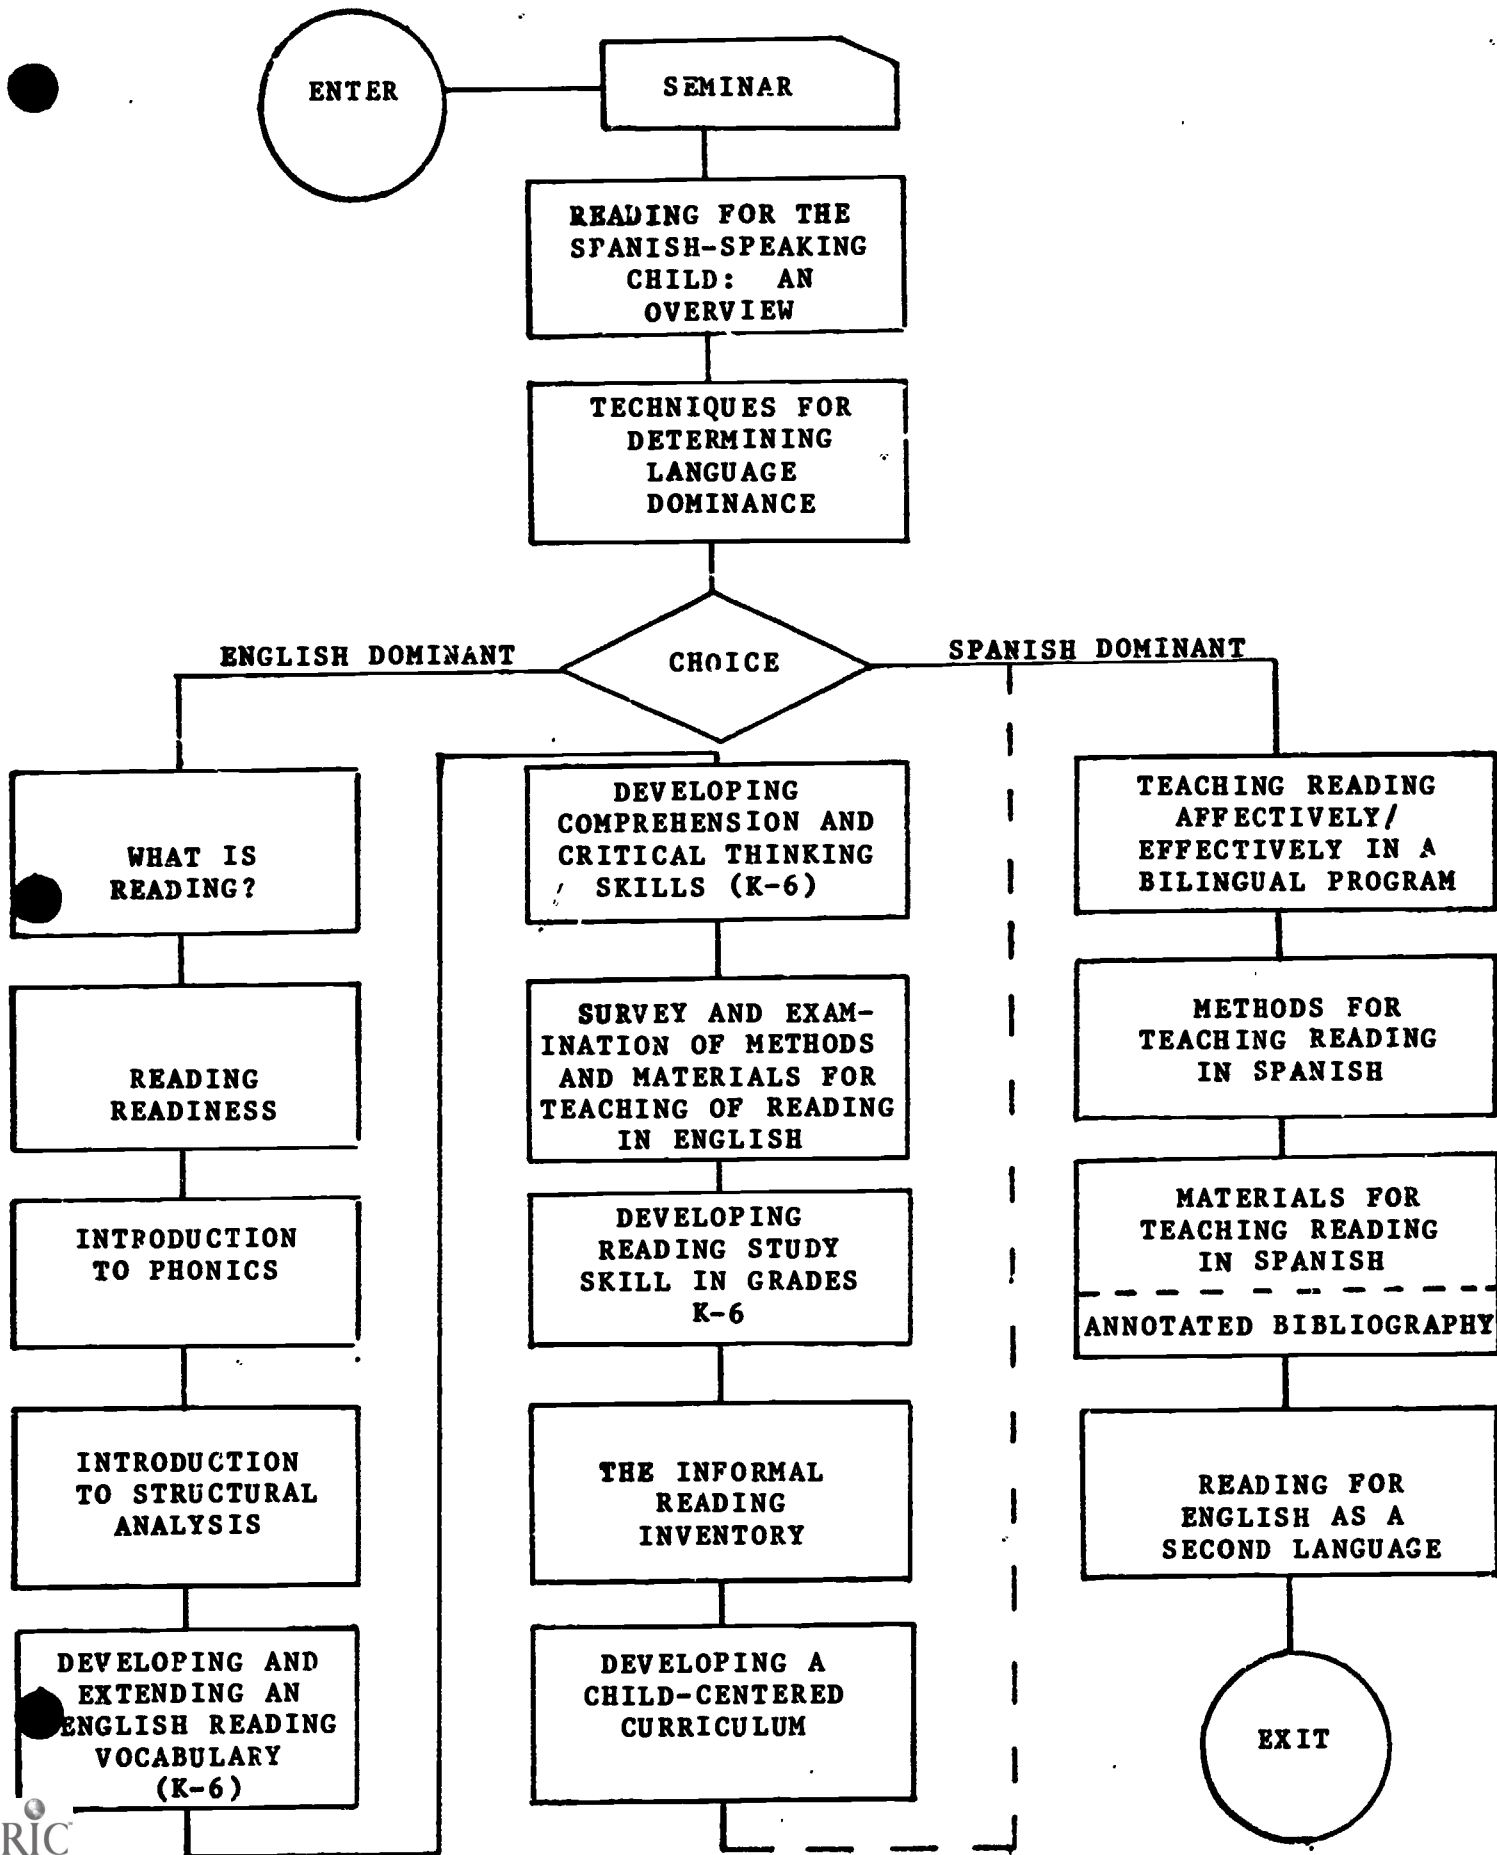 ENTER
SEMINAR
READING FOR THE
SPANISH-SPEAKING
CHILD: AN
OVERVIEW
TECHNIQUES FOR
DETERMINING
LANGUAGE
DOMINANCE
ENGLISH DOMINANT
CHOICE
SPANISH DOMINANT
WHAT IS
READING?
READING
READINESS
INTRODUCTION
TO PHONICS
INTRODUCTION
TO STRUCTURAL
ANALYSIS
DEVELOPING AND
EXTENDING AN
ENGLISH READING
VOCABULARY
(K-6)
DEVELOPING
COMPREHENSION AND
CRITICAL THINKING
SKILLS (K-6)
SURVEY AND EXAM-
INATION OF METHODS
AND MATERIALS FOR
TEACHING OF READING
IN ENGLISH
DEVELOPING
READING STUDY
SKILL IN GRADES
K-6
THE INFORMAL
READING
INVENTORY
DEVELOPING A
CHILD-CENTERED
CURRICULUM
TEACHING READING
AFFECTIVELY/
EFFECTIVELY IN A
BILINGUAL PROGRAM
METHODS FOR
TEACHING READING
IN SPANISH
MATERIALS FOR
TEACHING READING
IN SPANISH
ANNOTATED BIBLIOGRAPHY
READING FOR
ENGLISH AS A
SECOND LANGUAGE
EXIT
RIC